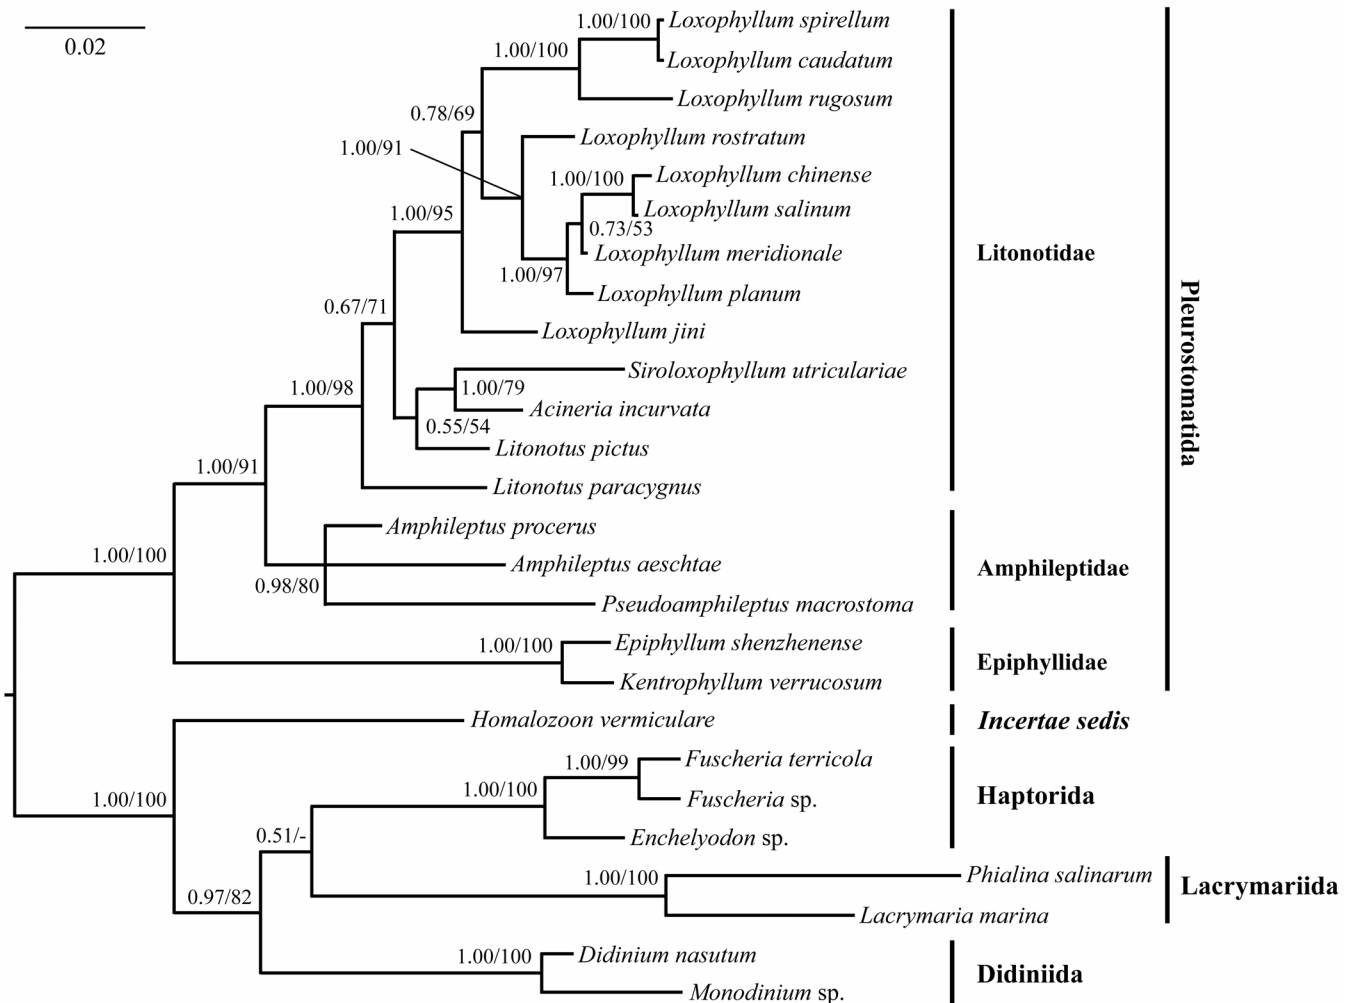 0.02
1.00/100
Loxophyllum spirellum
1.00/100
Loxophyllum caudatum
Loxophyllum rugosum
0.78/69
Loxophyllum rostratum
1.00/91
Loxophyllum chinense
1.00/100
Loxophyllum salinum
1.00/95
0.73/53
Loxophyllum meridionale
1.00/97
Loxophyllum planum
0.67/71
Loxophyllum jini
Siroloxophyllum utriculariae
1.00/98
1.00/79
Acineria incurvata
0.55/54
Litonotus pictus
1.00/91
Litonotus paracygnus
Amphileptus procerus
1.00/100
Amphileptus aeschtae
0.98/80
Pseudoamphileptus macrostoma
1.00/100
Epiphyllum shenzhenense
Kentrophyllum verrucosum
Homalozoon vermiculare
1.00/99
Fuscheria terricola
1.00/100
1.00/100
Fuscheria sp.
0.51/-
Enchelyodon sp.
1.00/100
Phialina salinarum
0.97/82
Lacrymaria marina
1.00/100
Didinium nasutum
Monodinium sp.
Litonotidae
Amphileptidae
Epiphyllidae
Pleurostomatida
Incertae sedis
Haptorida
Lacrymariida
Didiniida